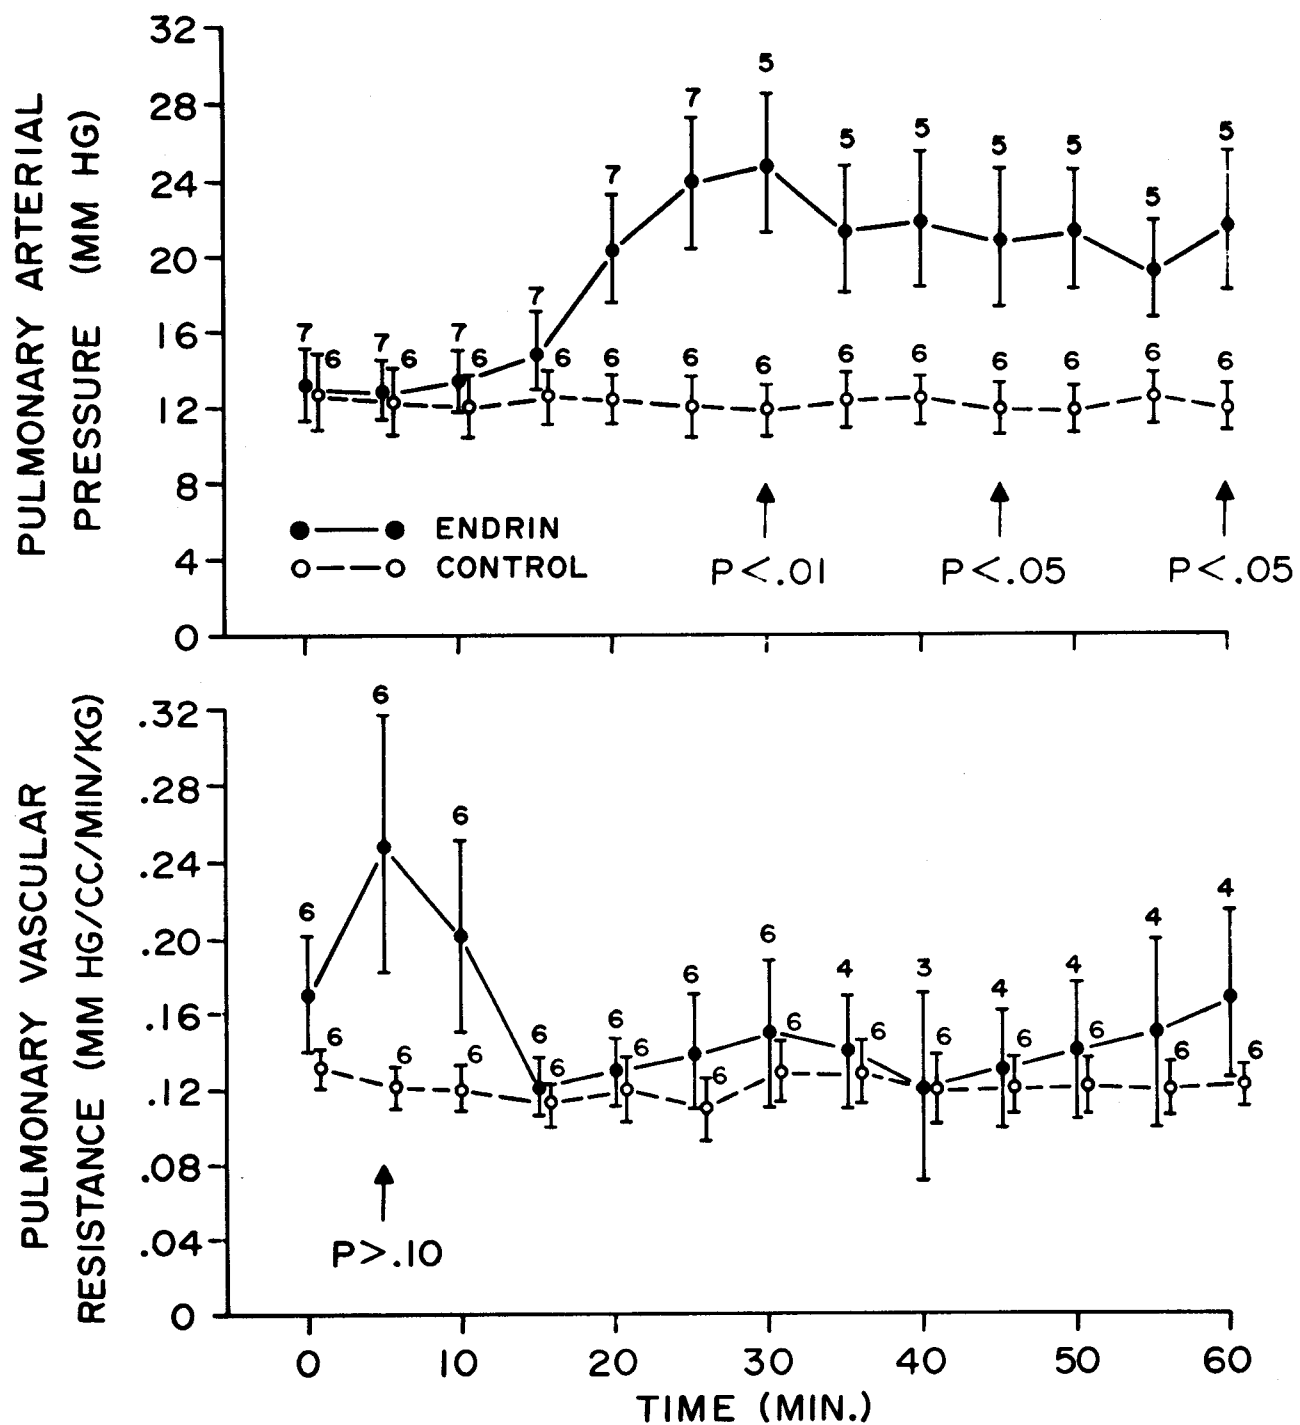 PULMONARY ARTERIAL
PRESSURE (MM HG)
32
28
24
20
16
12
8
4
0
7 7 7 7 7 7 5 5 5 5 5 5 5
6 6 6 6 6 6 6 6 6 6 6 6 6
ENDRIN
CONTROL
P<.01 P<.05 P<.05
PULMONARY VASCULAR
RESISTANCE (MM HG/CC/MIN/KG)
.32
.28
.24
.20
.16
.12
.08
.04
0
6 6 6 6 6 6 6 4 3 4 4 4 4
6 6 6 6 6 6 6 6 6 6 6 6 6
P>.10
0 10 20 30 40 50 60
TIME (MIN.)